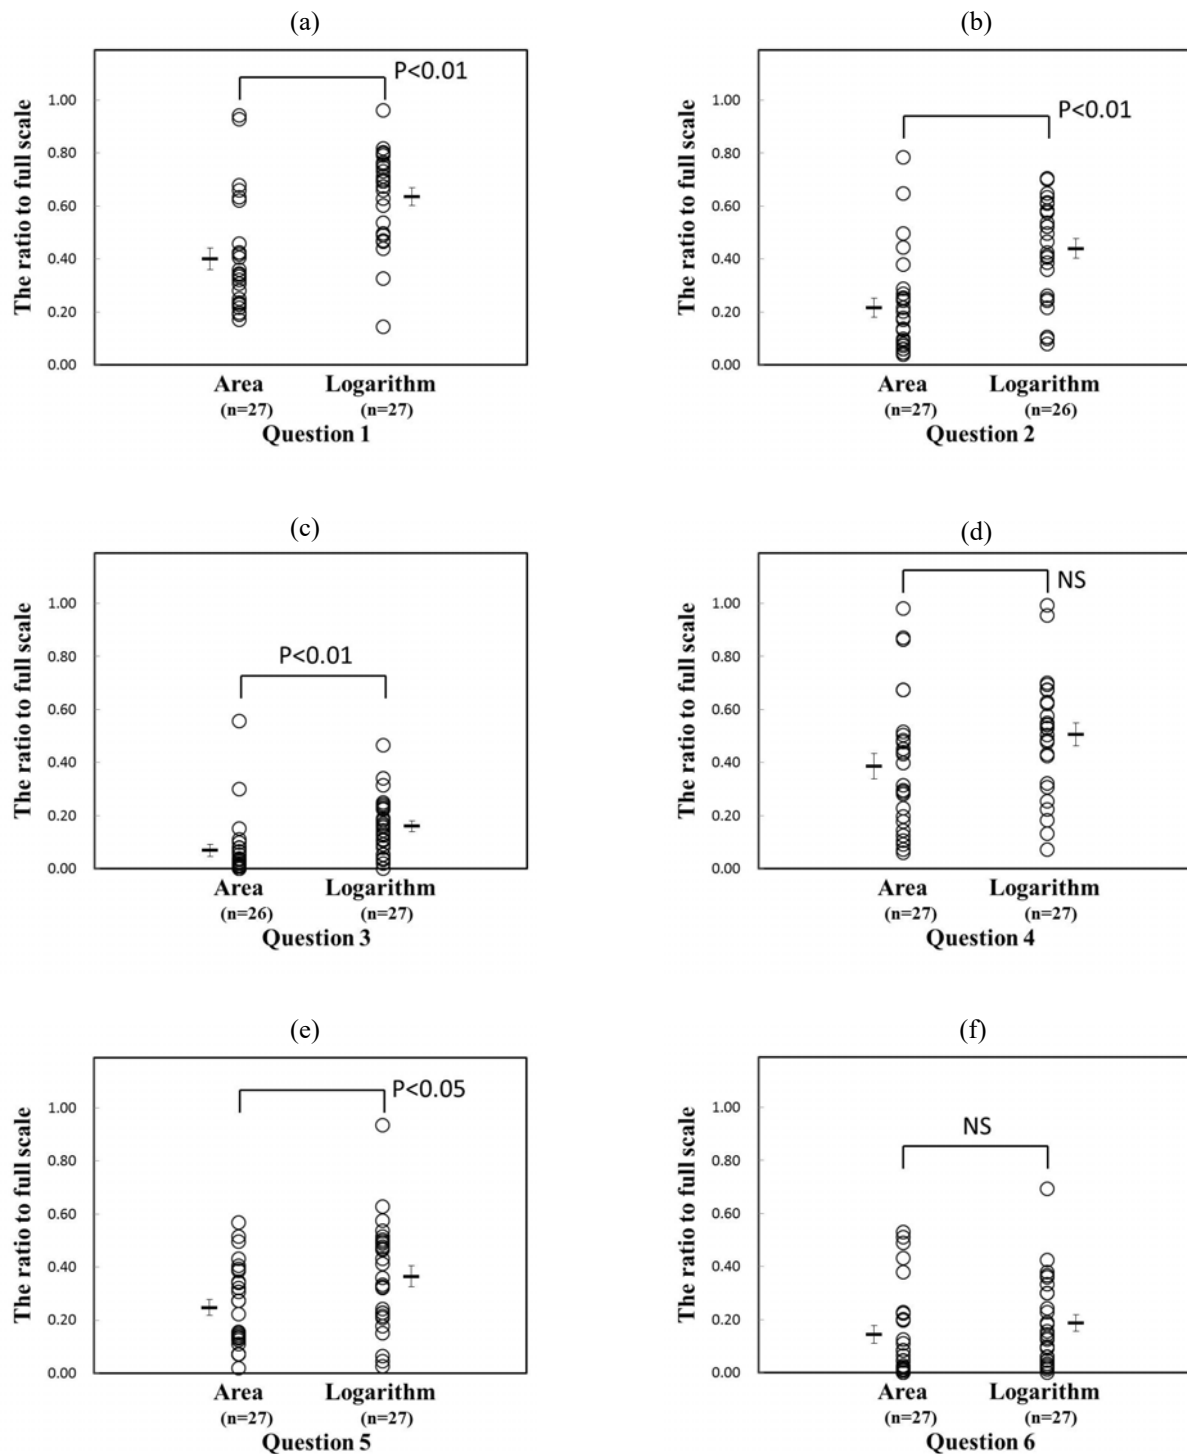 (a)
P<0.01
The ratio to full scale
1.00
0.80
0.60
0.40
0.20
0.00
Area Logarithm
(n=27) (n=27)
Question 1
(b)
P<0.01
The ratio to full scale
1.00
0.80
0.60
0.40
0.20
0.00
Area Logarithm
(n=27) (n=26)
Question 2
(c)
P<0.01
The ratio to full scale
1.00
0.80
0.60
0.40
0.20
0.00
Area Logarithm
(n=26) (n=27)
Question 3
(d)
NS
The ratio to full scale
1.00
0.80
0.60
0.40
0.20
0.00
Area Logarithm
(n=27) (n=27)
Question 4
(e)
P<0.05
The ratio to full scale
1.00
0.80
0.60
0.40
0.20
0.00
Area Logarithm
(n=27) (n=27)
Question 5
(f)
NS
The ratio to full scale
1.00
0.80
0.60
0.40
0.20
0.00
Area Logarithm
(n=27) (n=27)
Question 6